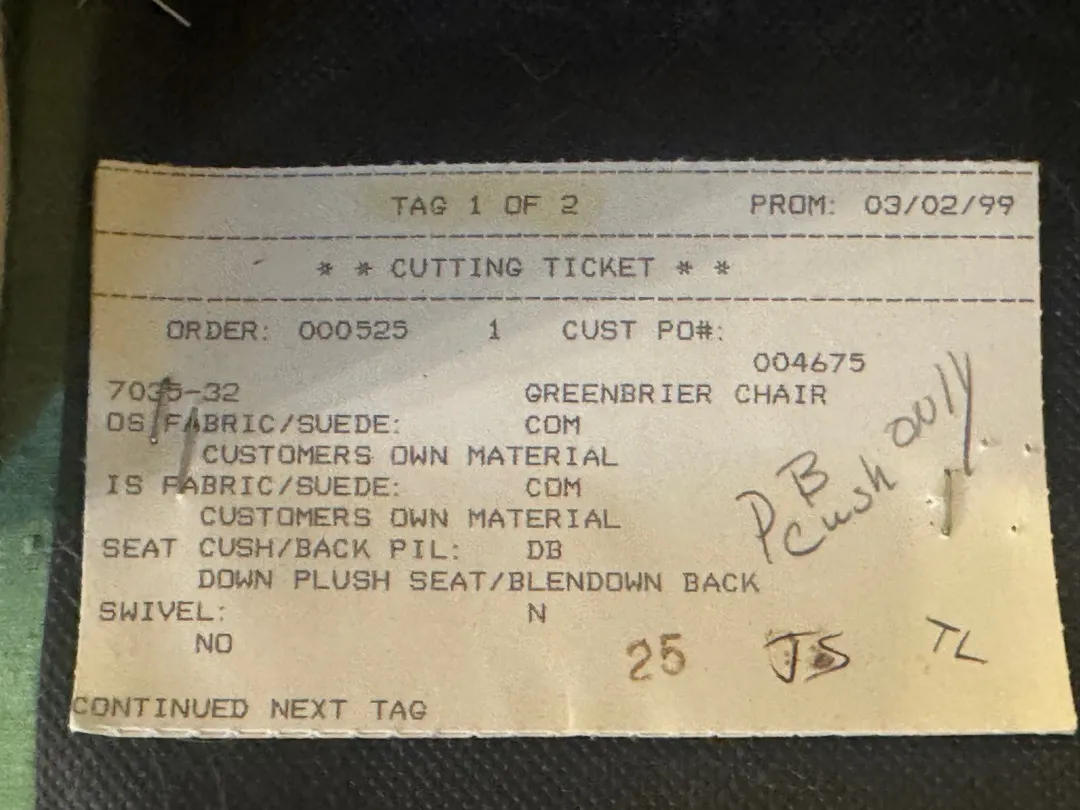 TAG 1 OF 2 PROM: 03/02/99
* * CUTTING TICKET * *
ORDER: 000525 1 CUST PO#:
004675
7035-32 GREENBRIER CHAIR
OS FABRIC/SUEDE: COM
CUSTOMERS OWN MATERIAL
IS FABRIC/SUEDE: COM
CUSTOMERS OWN MATERIAL
SEAT CUSH/BACK PIL: DB
DOWN PLUSH SEAT/BLENDOWN BACK
SWIVEL: N
NO
CONTINUED NEXT TAG
DB
Cush only
25 JS TL